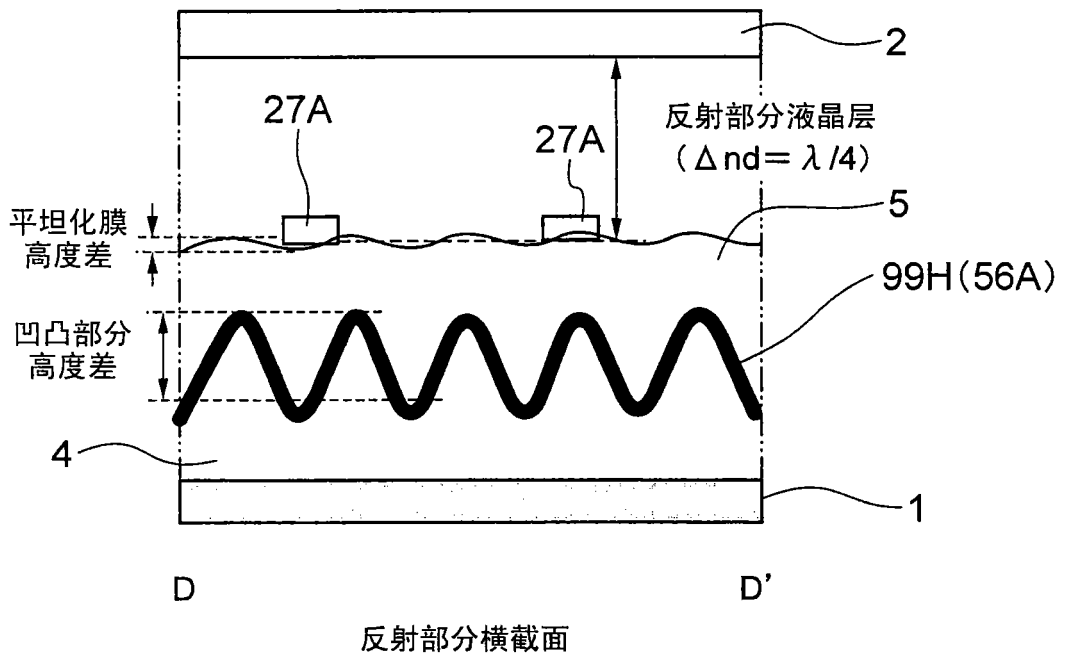 2
27A
27A
反射部分液晶层
(Δnd=λ/4)
5
平坦化膜
高度差
99H(56A)
凹凸部分
高度差
4
1
D
D'
反射部分横截面